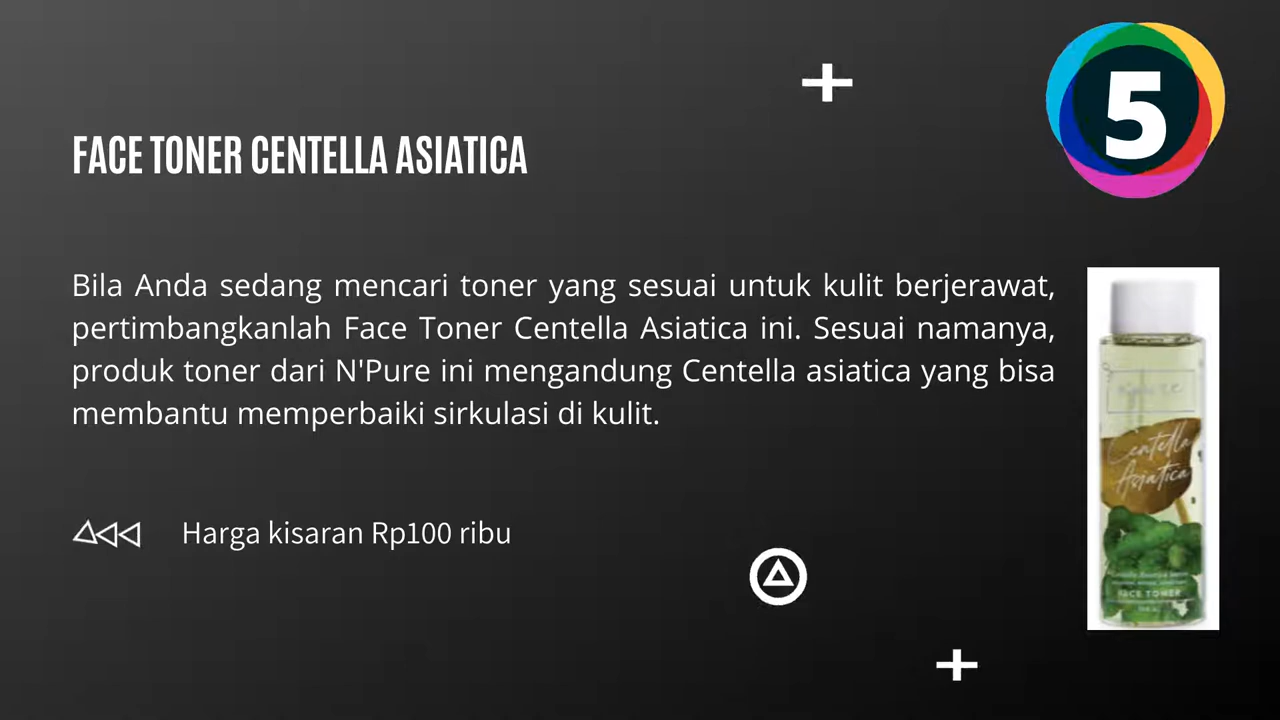 5
FACE TONER CENTELLA ASIATICA
Bila Anda sedang mencari toner yang sesuai untuk kulit berjerawat,
pertimbangkanlah Face Toner Centella Asiatica ini. Sesuai namanya,
produk toner dari N'Pure ini mengandung Centella asiatica yang bisa
membantu memperbaiki sirkulasi di kulit.
Harga kisaran Rp100 ribu
npure
Centella
Asiatica
FACE TONER